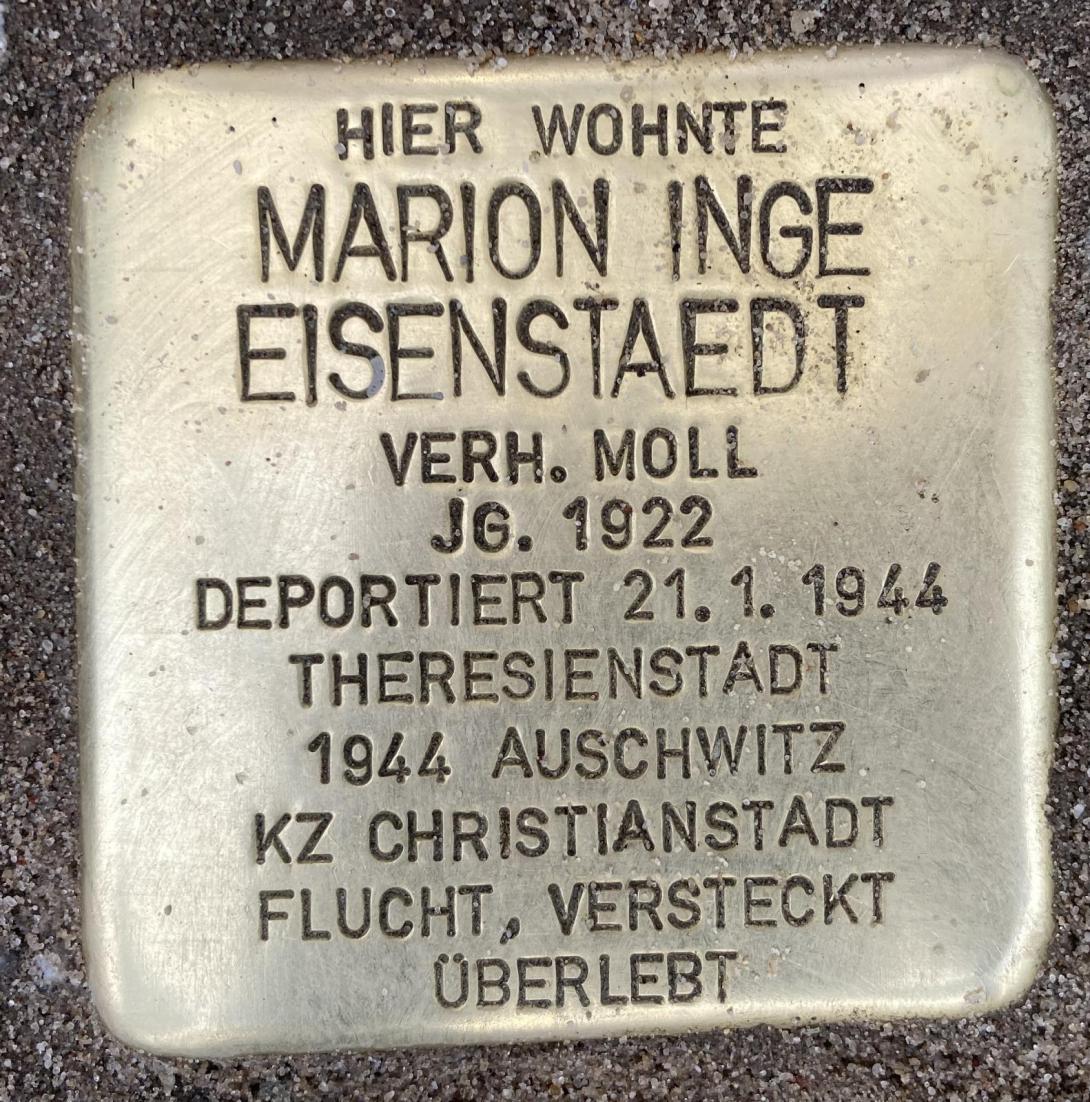 HIER WOHNTE
MARION INGE
EISENSTAEDT
VERH. MOLL
JG. 1922
DEPORTIERT 21. 1. 1944
THERESIENSTADT
1944 AUSCHWITZ
KZ CHRISTIANSTADT
FLUCHT, VERSTECKT
ÜBERLEBT